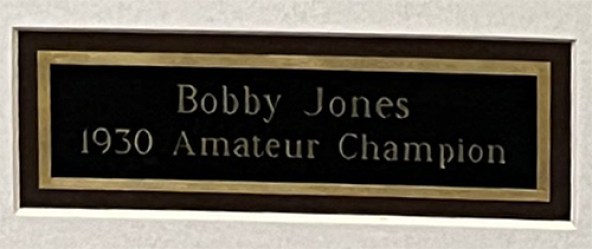 Bobby Jones
1930 Amateur Champion